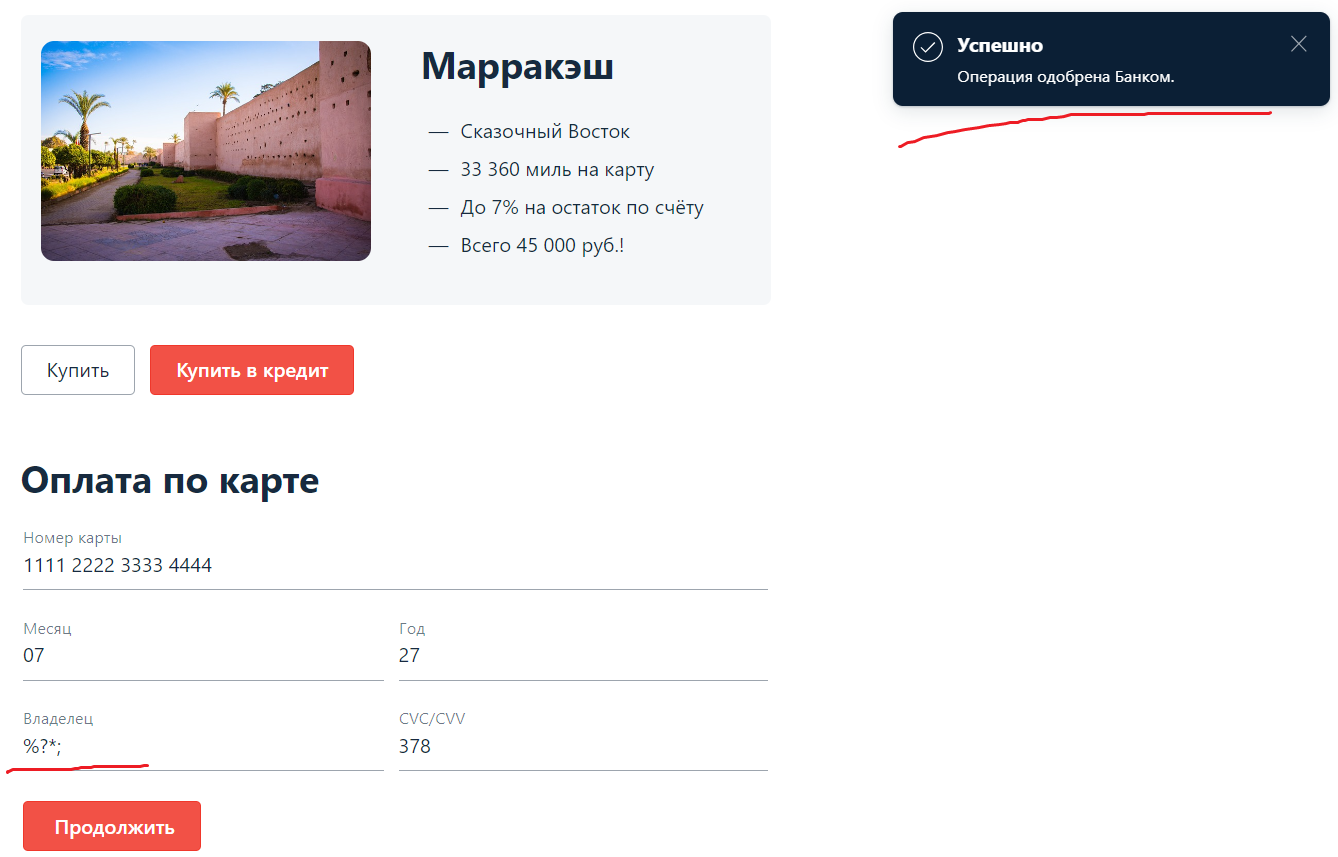 Марракэш
— Сказочный Восток
— 33 360 миль на карту
— До 7% на остаток по счёту
— Всего 45 000 руб.!
Успешно
Операция одобрена Банком.
Купить
Купить в кредит
Оплата по карте
Номер карты
1111 2222 3333 4444
Месяц
07
Год
27
Владелец
%?*;
CVC/CVV
378
Продолжить